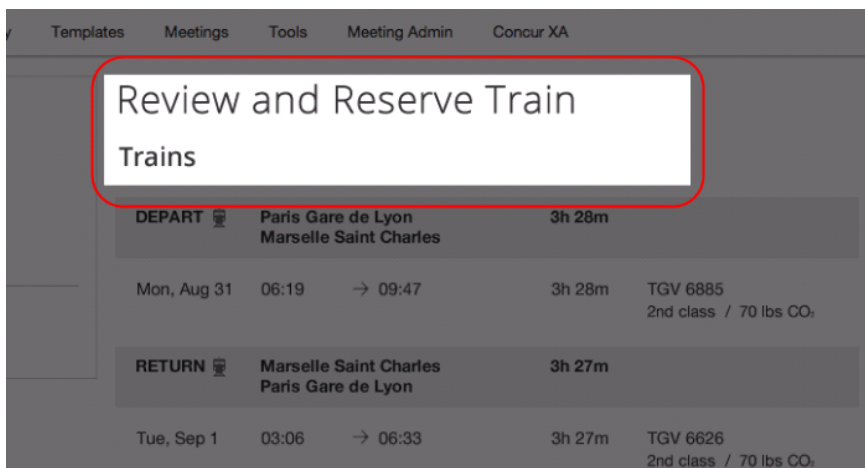 Templates Meetings Tools Meeting Admin Concur XA
Review and Reserve Train
Trains
DEPART Paris Gare de Lyon 3h 28m
Marselle Saint Charles
Mon, Aug 31 06:19 → 09:47 3h 28m TGV 6885
2nd class / 70 lbs CO₂
RETURN Marselle Saint Charles 3h 27m
Paris Gare de Lyon
Tue, Sep 1 03:06 → 06:33 3h 27m TGV 6626
2nd class / 70 lbs CO₂